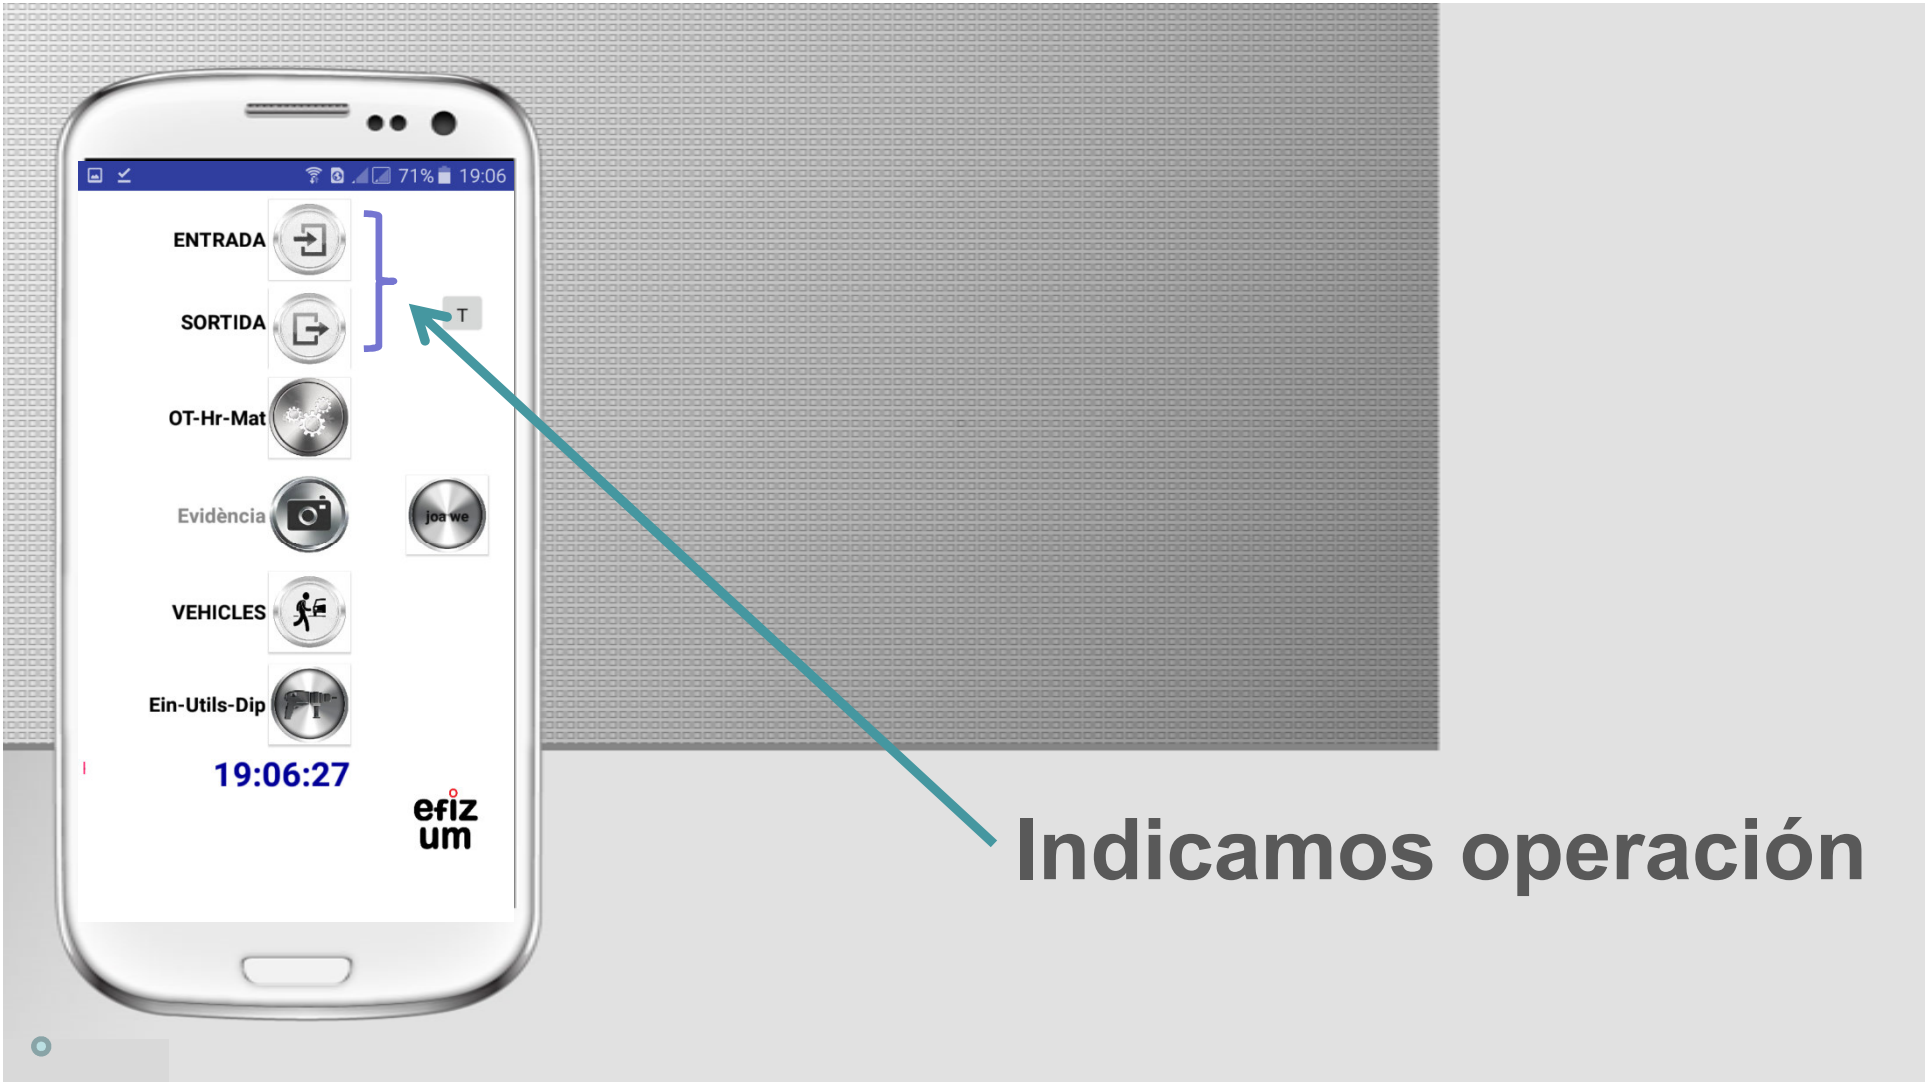 71% 19:06
ENTRADA
SORTIDA
T
OT-Hr-Mat
Evidència
joa we
VEHICLES
Ein-Utils-Dip
19:06:27
efiz
um
Indicamos operación